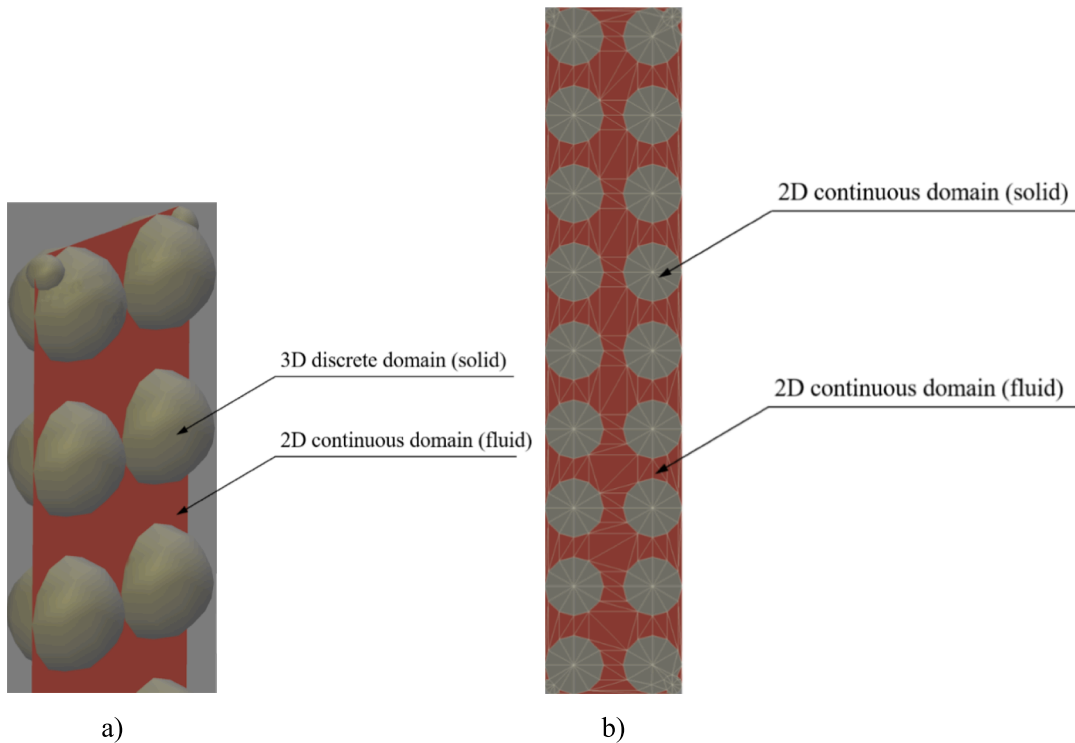 2D continuous domain (solid)
3D discrete domain (solid)
2D continuous domain (fluid)
2D continuous domain (fluid)
a)
b)